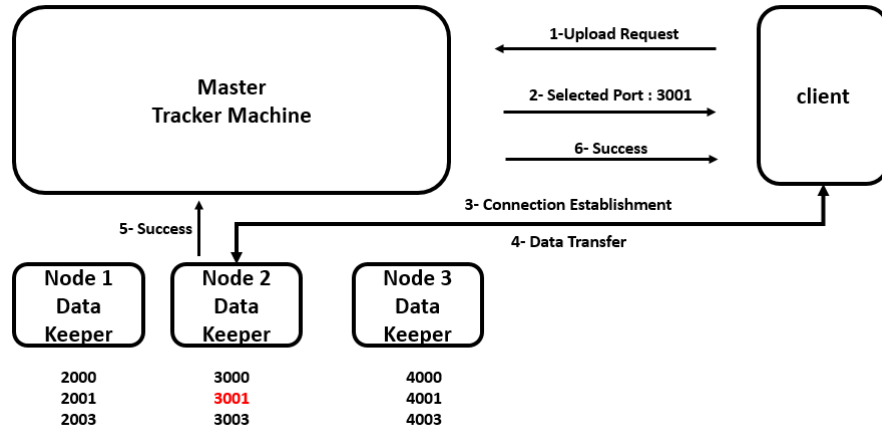 1-Upload Request
Master
Tracker Machine
2- Selected Port : 3001
client
6- Success
3- Connection Establishment
5- Success
4- Data Transfer
Node 1
Data
Keeper
Node 2
Data
Keeper
Node 3
Data
Keeper
2000
2001
2003
3000
3001
3003
4000
4001
4003